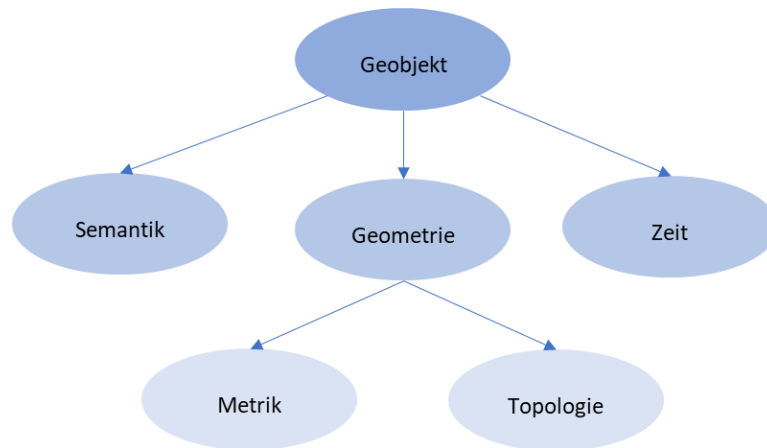 Geobjekt
Semantik
Geometrie
Zeit
Metrik
Topologie